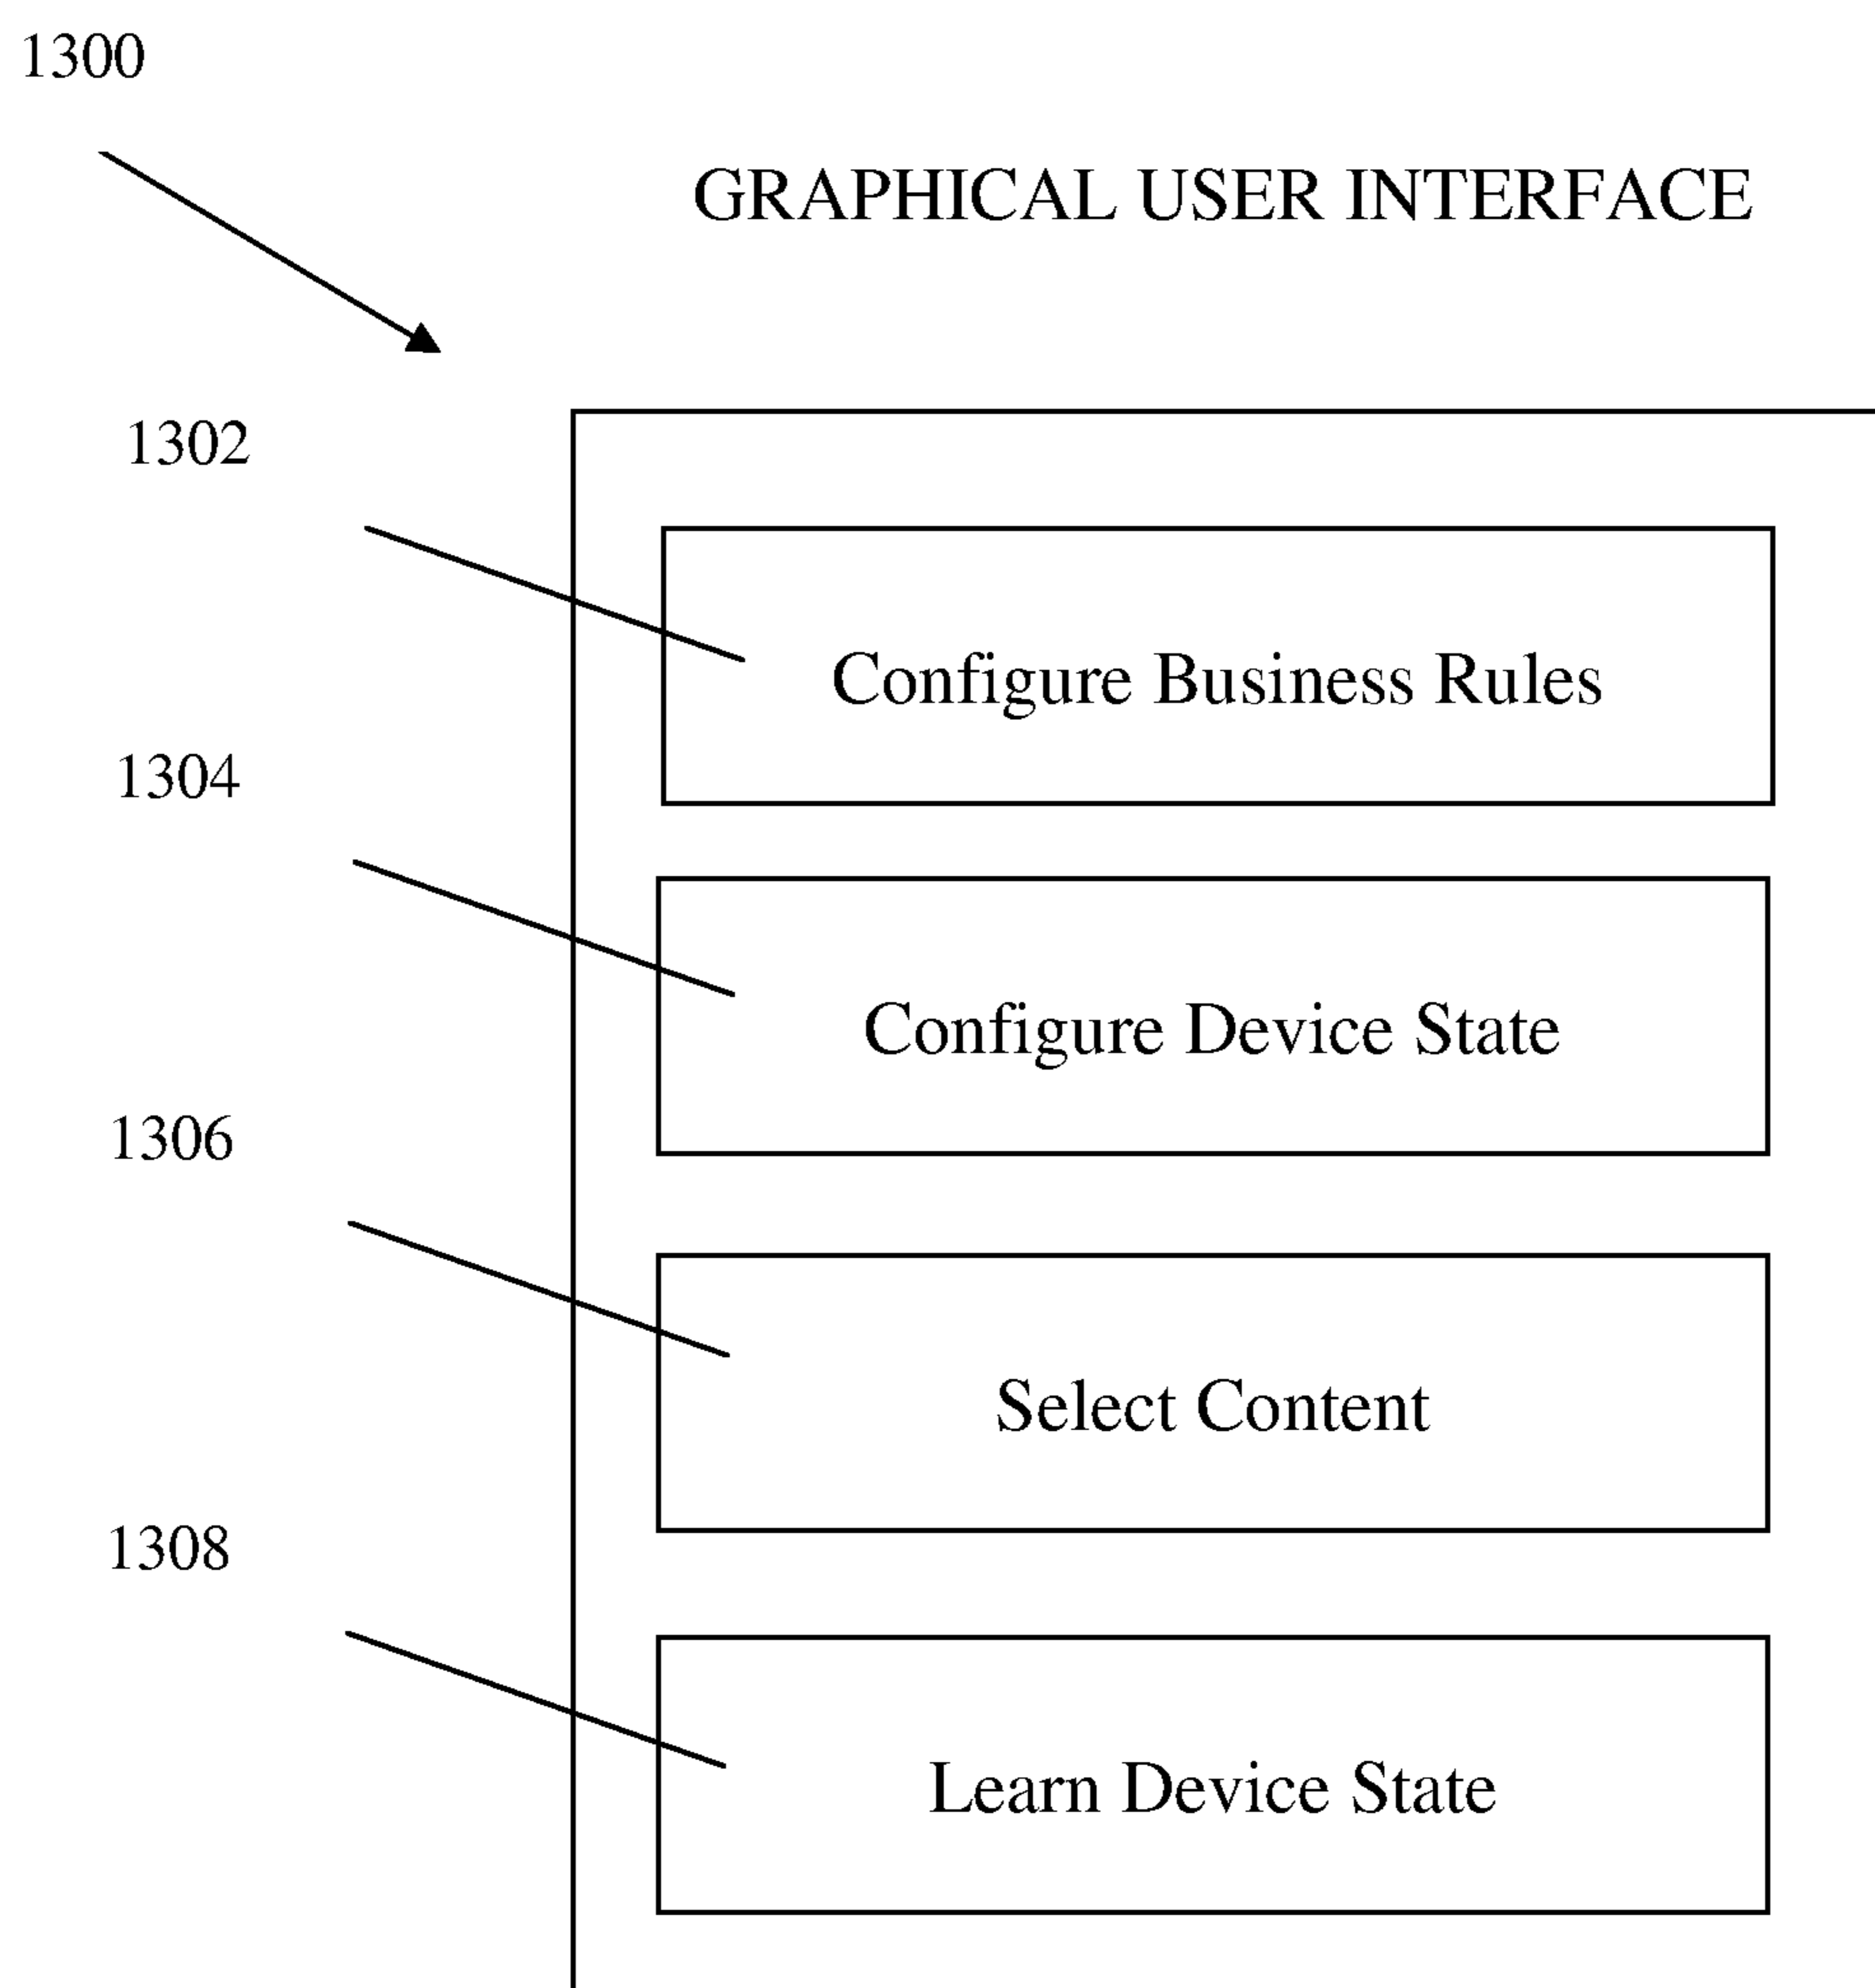 1300
GRAPHICAL USER INTERFACE
1302
Configure Business Rules
1304
Configure Device State
1306
Select Content
1308
Learn Device State